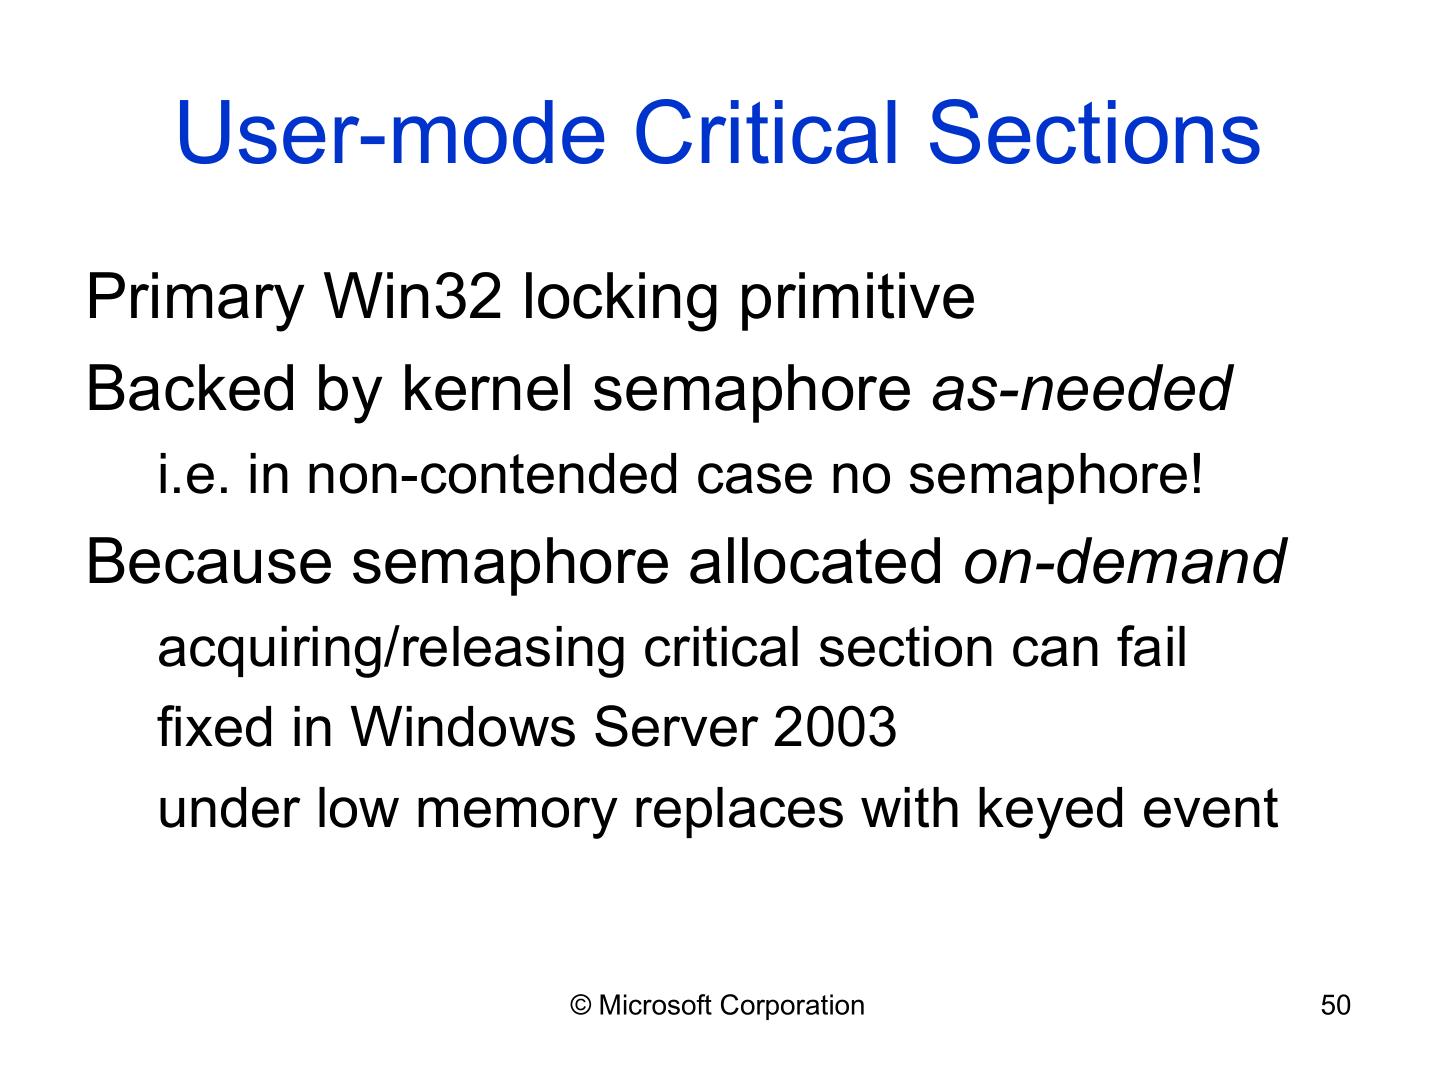 User-mode Critical Sections
Primary Win32 locking primitive
Backed by kernel semaphore as-needed
i.e. in non-contended case no semaphore!
Because semaphore allocated on-demand
acquiring/releasing critical section can fail
fixed in Windows Server 2003
under low memory replaces with keyed event
© Microsoft Corporation
50